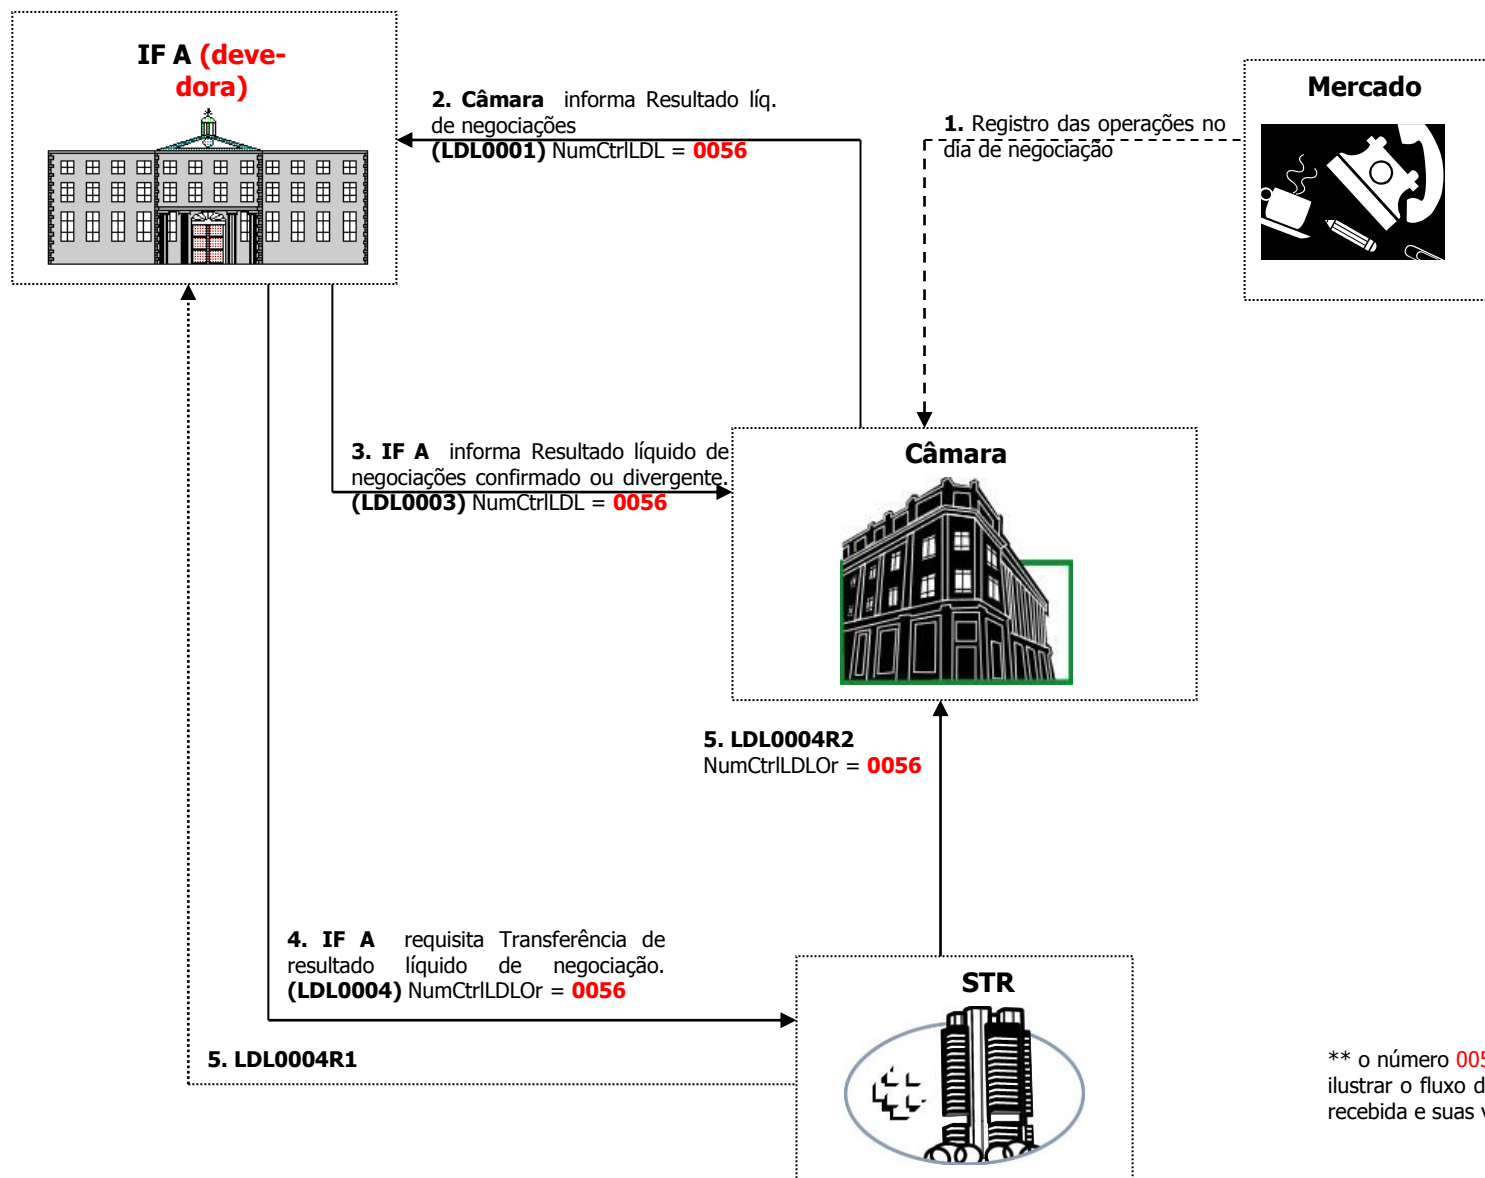 IF A (deve-
dora)
Mercado
2. Câmara informa Resultado líq.
de negociações
(LDL0001) NumCtrlLDL = 0056
1. Registro das operações no
dia de negociação
3. IF A informa Resultado líquido de
negociações confirmado ou divergente.
(LDL0003) NumCtrlLDL = 0056
Câmara
5. LDL0004R2
NumCtrlLDLOr = 0056
4. IF A requisita Transferência de
resultado líquido de negociação.
(LDL0004) NumCtrlLDLOr = 0056
STR
5. LDL0004R1
** o número
ilustrar o fluxo
recebida e suas